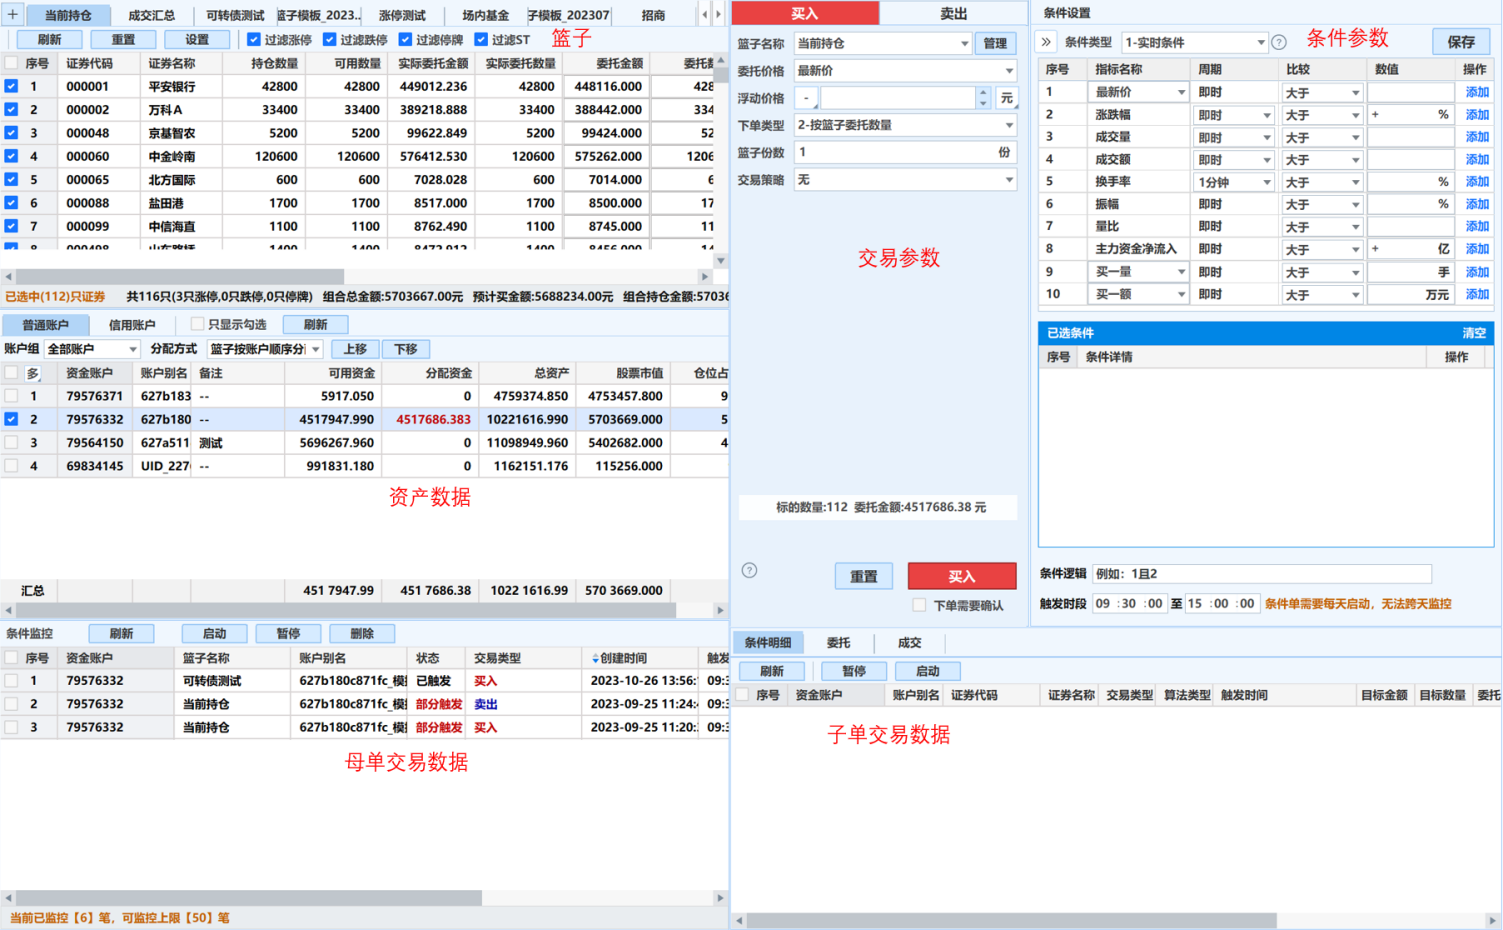 + 当前持仓 成交汇总 可转债测试 篮子模板_2023.. 涨停测试 场内基金 子模板_202307 招商
刷新 重置 设置 过滤涨停 过滤跌停 过滤停牌 过滤ST 篮子
序号 证券代码 证券名称 持仓数量 可用数量 实际委托金额 实际委托数量 委托金额 委托数
1 000001 平安银行 42800 42800 449012.236 42800 448116.000 428
2 000002 万科A 33400 33400 389218.888 33400 388442.000 334
3 000048 京基智农 5200 5200 99622.849 5200 99424.000 52
4 000060 中金岭南 120600 120600 576412.530 120600 575262.000 1206
5 000065 北方国际 600 600 7028.028 600 7014.000 6
6 000088 盐田港 1700 1700 8517.000 1700 8500.000 17
7 000099 中信海直 1100 1100 8762.490 1100 8745.000 11
已选中(112)只证券 共116只(3只涨停,0只跌停,0只停牌) 组合总金额:5703667.00元 预计买金额:5688234.00元 组合持仓金额:57036
普通账户 信用账户 只显示勾选 刷新
账户组 全部账户 分配方式 篮子按账户顺序分 上移 下移
多 资金账户 账户别名 备注 可用资金 分配资金 总资产 股票市值 仓位占
1 79576371 627b183 -- 5917.050 0 4759374.850 4753457.800 9
2 79576332 627b180 -- 4517947.990 4517686.383 10221616.990 5703669.000 5
3 79564150 627a511 测试 5696267.960 0 11098949.960 5402682.000 4
4 69834145 UID_227 -- 991831.180 0 1162151.176 115256.000
资产数据
汇总 451 7947.99 451 7686.38 1022 1616.99 570 3669.000
条件监控 刷新 启动 暂停 删除
序号 资金账户 篮子名称 账户别名 状态 交易类型 创建时间 触发
1 79576332 可转债测试 627b180c871fc_模 已触发 买入 2023-10-26 13:56: 09:3
2 79576332 当前持仓 627b180c871fc_模 部分触发 卖出 2023-09-25 11:24: 09:3
3 79576332 当前持仓 627b180c871fc_模 部分触发 买入 2023-09-25 11:20: 09:3
母单交易数据
当前已监控【6】笔，可监控上限【50】笔
买入 卖出
篮子名称 当前持仓 管理
委托价格 最新价
浮动价格 - 元
下单类型 2-按篮子委托数量
篮子份数 1 份
交易策略 无
交易参数
标的数量:112 委托金额:4517686.38 元
? 重置 买入
下单需要确认
条件设置
» 条件类型 1-实时条件 ? 条件参数 保存
序号 指标名称 周期 比较 数值 操作
1 最新价 即时 大于 添加
2 涨跌幅 即时 大于 + % 添加
3 成交量 即时 大于 添加
4 成交额 即时 大于 添加
5 换手率 1分钟 大于 % 添加
6 振幅 即时 大于 % 添加
7 量比 即时 大于 添加
8 主力资金净流入 即时 大于 + 亿 添加
9 买一量 即时 大于 手 添加
10 买一额 即时 大于 万元 添加
已选条件 清空
序号 条件详情 操作
条件逻辑 例如：1且2
触发时段 09 :30 :00 至 15 :00 :00 条件单需要每天启动，无法跨天监控
条件明细 委托 成交
刷新 暂停 启动
序号 资金账户 账户别名 证券代码 证券名称 交易类型 算法类型 触发时间 目标金额 目标数量 委托
子单交易数据